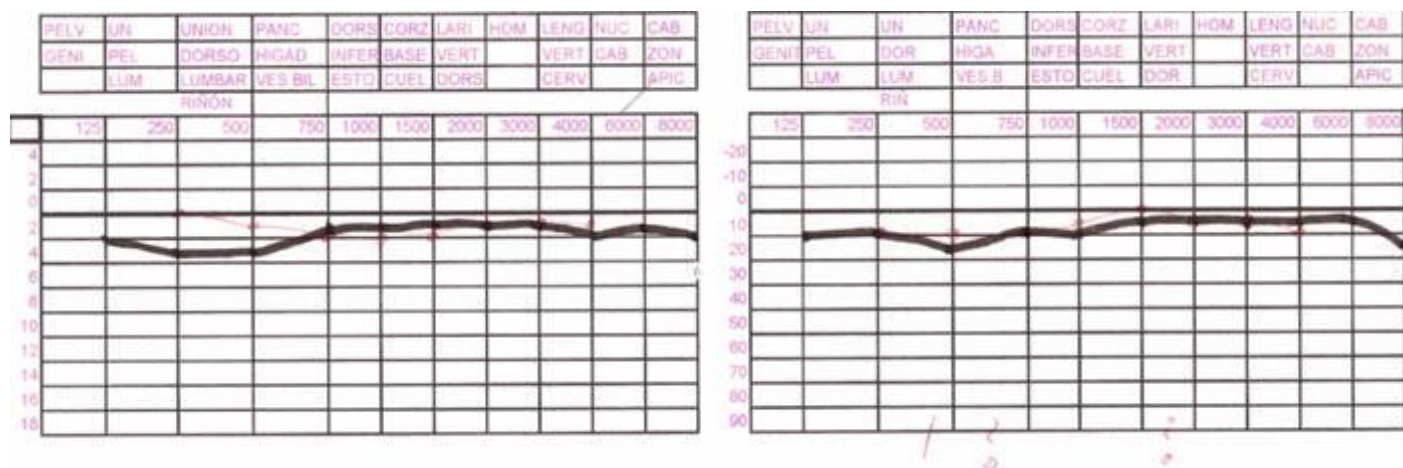 PELV UN UNION PANC DORS CORZ LARI HOM LENG NUC CAB
GENI PEL DORSO HIGAD INFER BASE VERT VERT CAB ZON
LUM LUMBAR VES BIL ESTO CUEL DORS CERV APIC
RIÑÓN
125 250 500 750 1000 1500 2000 3000 4000 6000 8000
4
2
0
2
4
6
8
10
12
14
16
18
PELV UN UN PANC DORS CORZ LARI HOM LENG NUC CAB
GENIT PEL DOR HIGA INFER BASE VERT VERT CAB ZON
LUM LUM VES.B ESTO CUEL DOR CERV APIC
RIÑ
125 250 500 750 1000 1500 2000 3000 4000 6000 8000
-20
-10
0
10
20
30
40
50
60
70
80
90